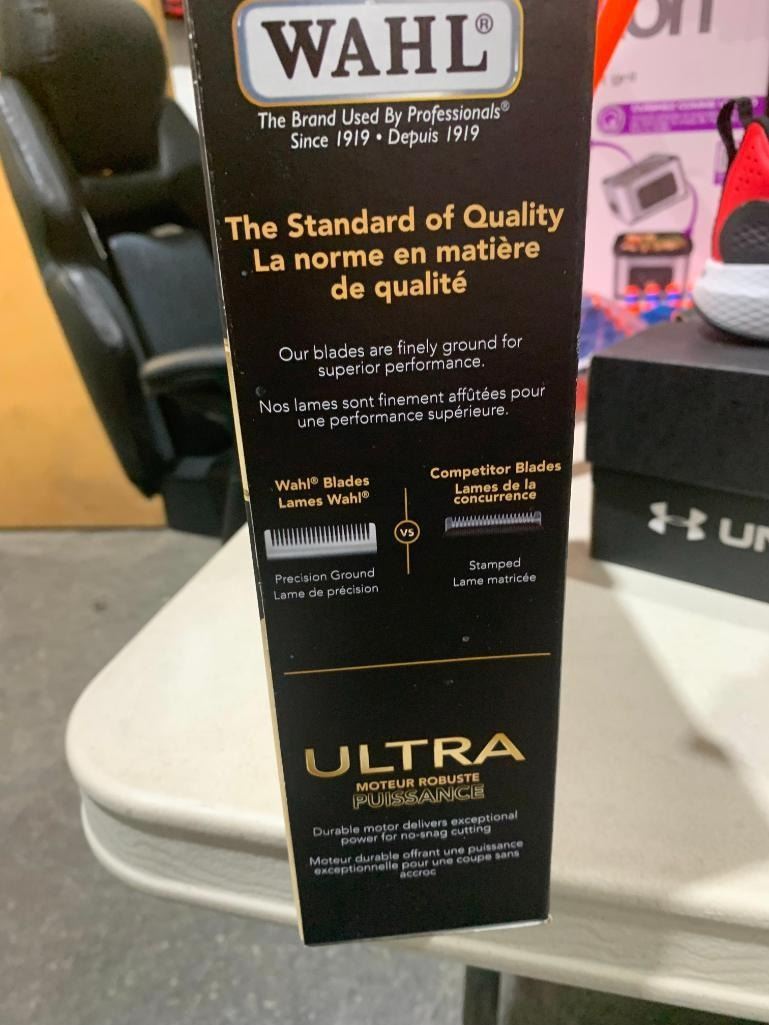 WAHL®
The Brand Used By Professionals®
Since 1919 • Depuis 1919
The Standard of Quality
La norme en matière
de qualité
Our blades are finely ground for
superior performance.
Nos lames sont finement affûtées pour
une performance supérieure.
Wahl® Blades
Lames Wahl®
Precision Ground
Lame de précision
VS
Competitor Blades
Lames de la
concurrence
Stamped
Lame matricée
ULTRA
MOTEUR ROBUSTE
PUISSANCE
Durable motor delivers exceptional
power for no-snag cutting
Moteur durable offrant une puissance
exceptionnelle pour une coupe sans
accroc
UN